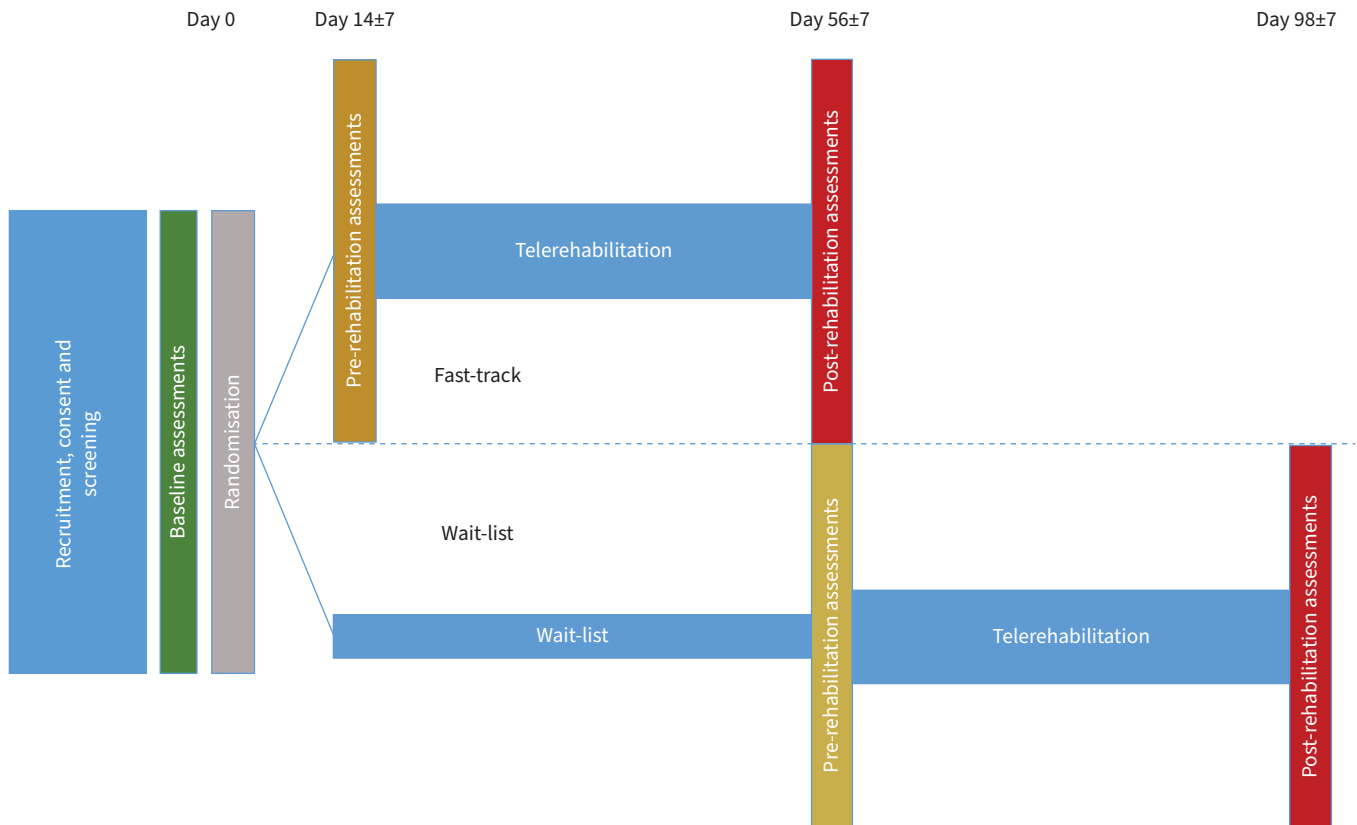 Day 0
Day 14±7
Day 56±7
Day 98±7
Recruitment, consent and
screening
Baseline assessments
Randomisation
Pre-rehabilitation assessments
Telerehabilitation
Fast-track
Post-rehabilitation assessments
Wait-list
Wait-list
Pre-rehabilitation assessments
Telerehabilitation
Post-rehabilitation assessments